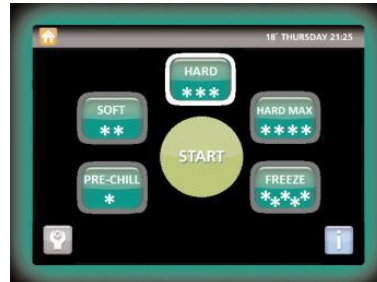 18° THURSDAY 21:25
HARD
***
SOFT
**
HARD MAX
****
START
PRE-CHILL
*
FREEZE
*****
i